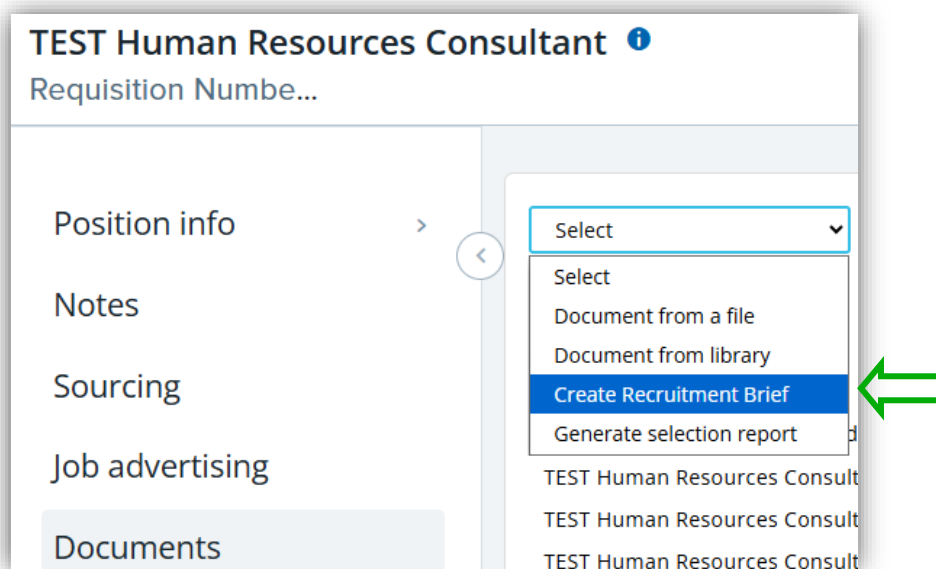 TEST Human Resources Consultant
Requisition Numbe...
Position info
Notes
Sourcing
Job advertising
Documents
Select
Select
Document from a file
Document from library
Create Recruitment Brief
Generate selection report
TEST Human Resources Consult
TEST Human Resources Consult
TEST Human Resources Consult